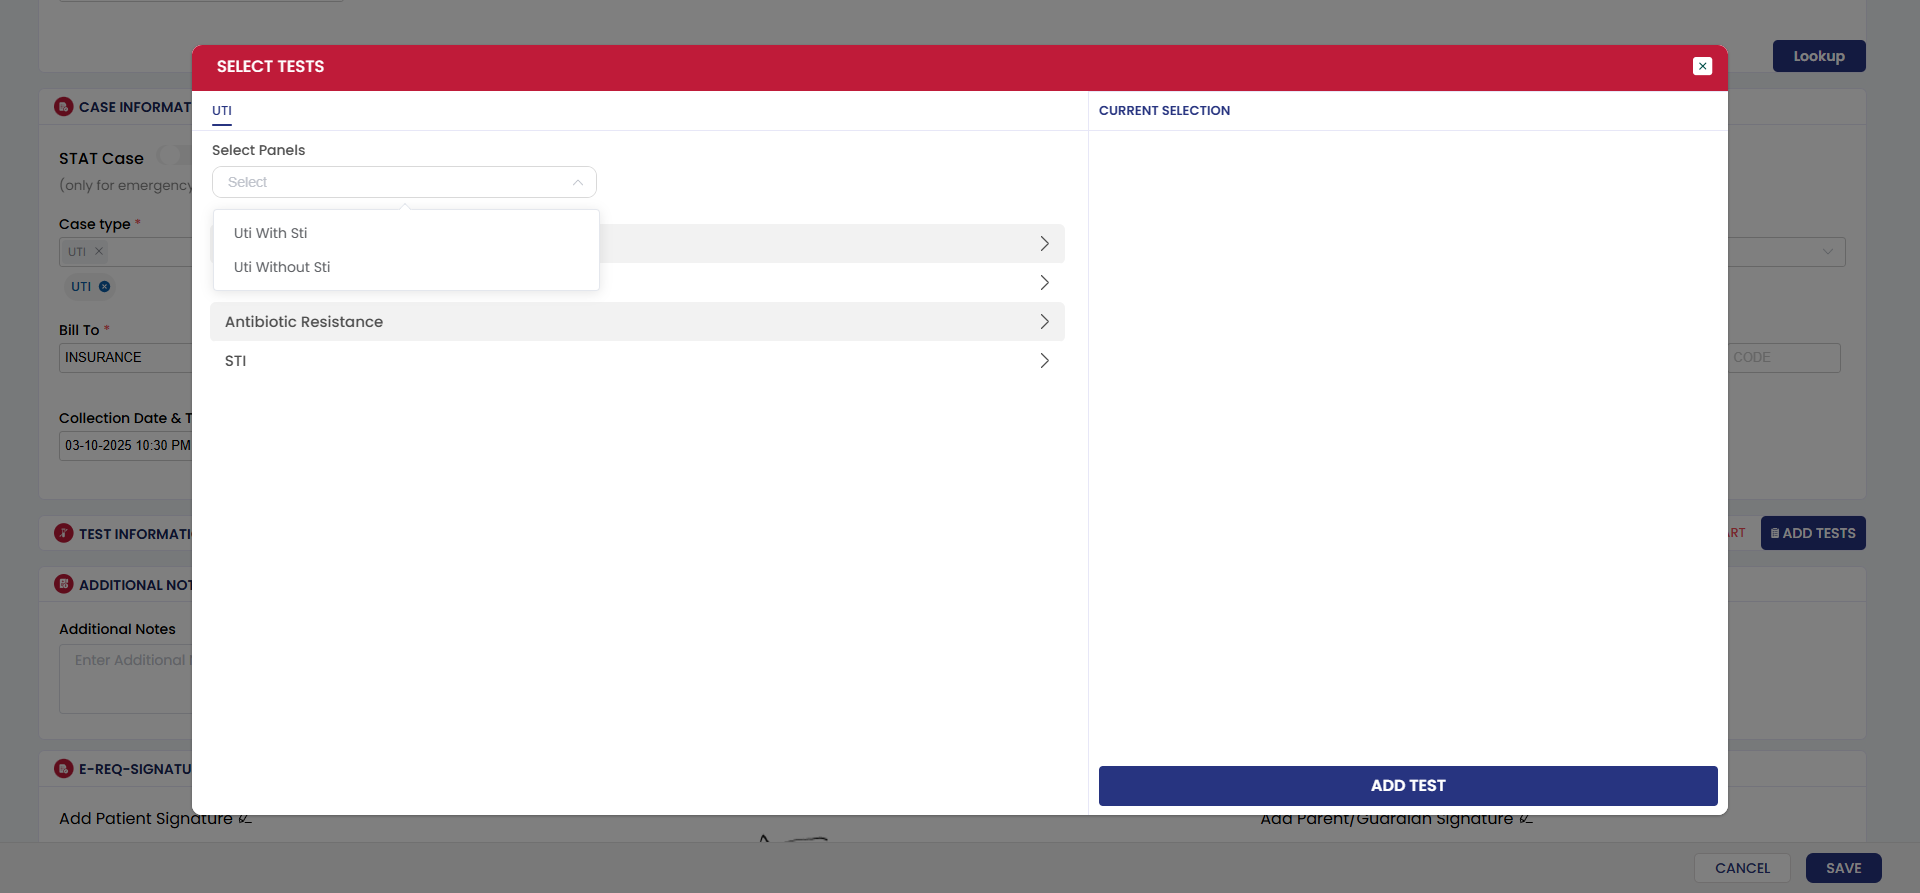 Lookup
SELECT TESTS
CASE INFORMAT
UTI
CURRENT SELECTION
STAT Case
(only for emergency
Select Panels
Select
Case type *
UTI
UTI
Uti With Sti
Uti Without Sti
Antibiotic Resistance
STI
Bill To *
INSURANCE
CODE
Collection Date & T
03-10-2025 10:30 PM
TEST INFORMATI
ART
ADD TESTS
ADDITIONAL NOT
Additional Notes
Enter Additional
E-REQ-SIGNATU
ADD TEST
Add Patient Signature
Add Parent/Guardian Signature
CANCEL
SAVE